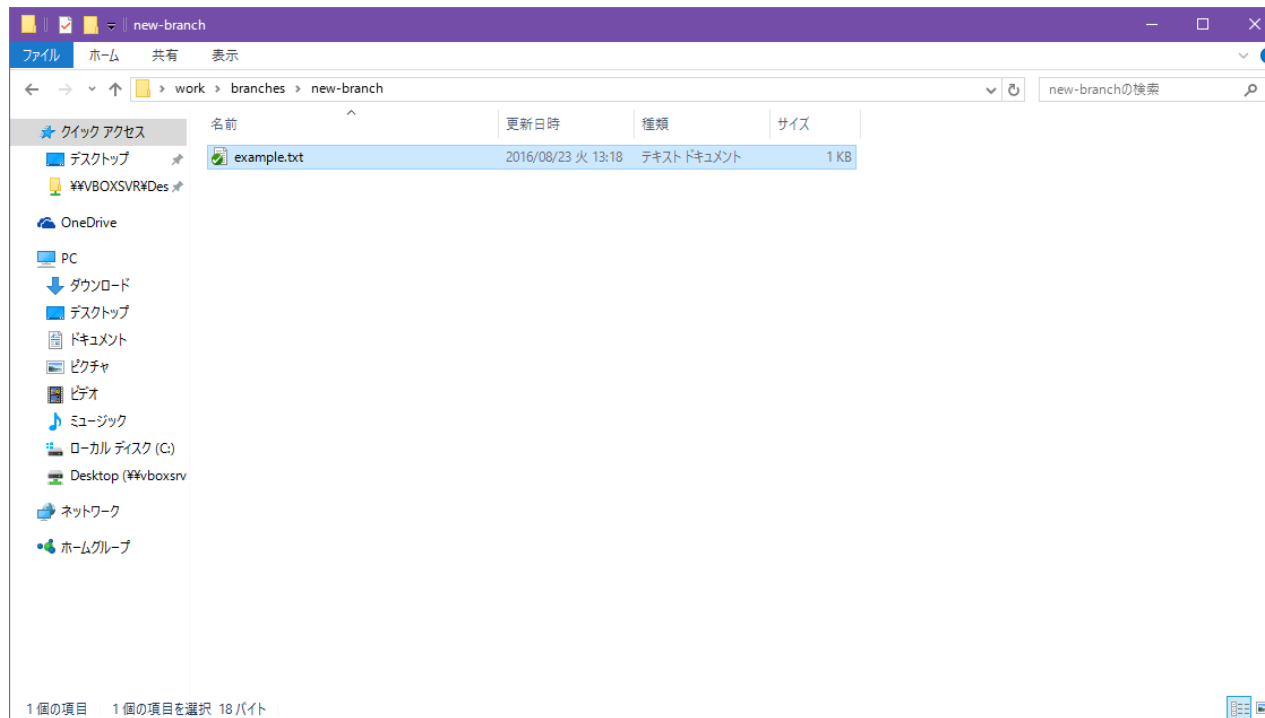 new-branch
ファイル ホーム 共有 表示
work › branches › new-branch
new-branchの検索
名前 更新日時 種類 サイズ
example.txt 2016/08/23 火 13:18 テキスト ドキュメント 1 KB
クイック アクセス
デスクトップ
¥¥VBOXSVR¥Des
OneDrive
PC
ダウンロード
デスクトップ
ドキュメント
ピクチャ
ビデオ
ミュージック
ローカル ディスク (C:)
Desktop (¥¥vboxsrv
ネットワーク
ホームグループ
1 個の項目 1 個の項目を選択 18 バイト